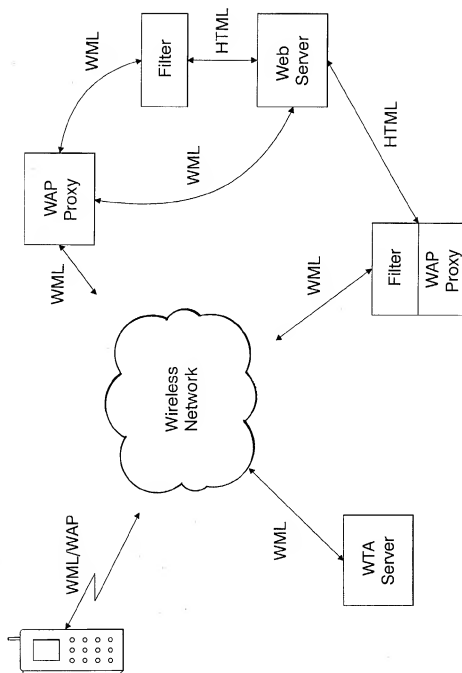 WML/WAP
WML
WAP
Proxy
WML
Filter
HTML
WML
Wireless
Network
Web
Server
WML
WTA
Server
WML
Filter
WAP
Proxy
HTML